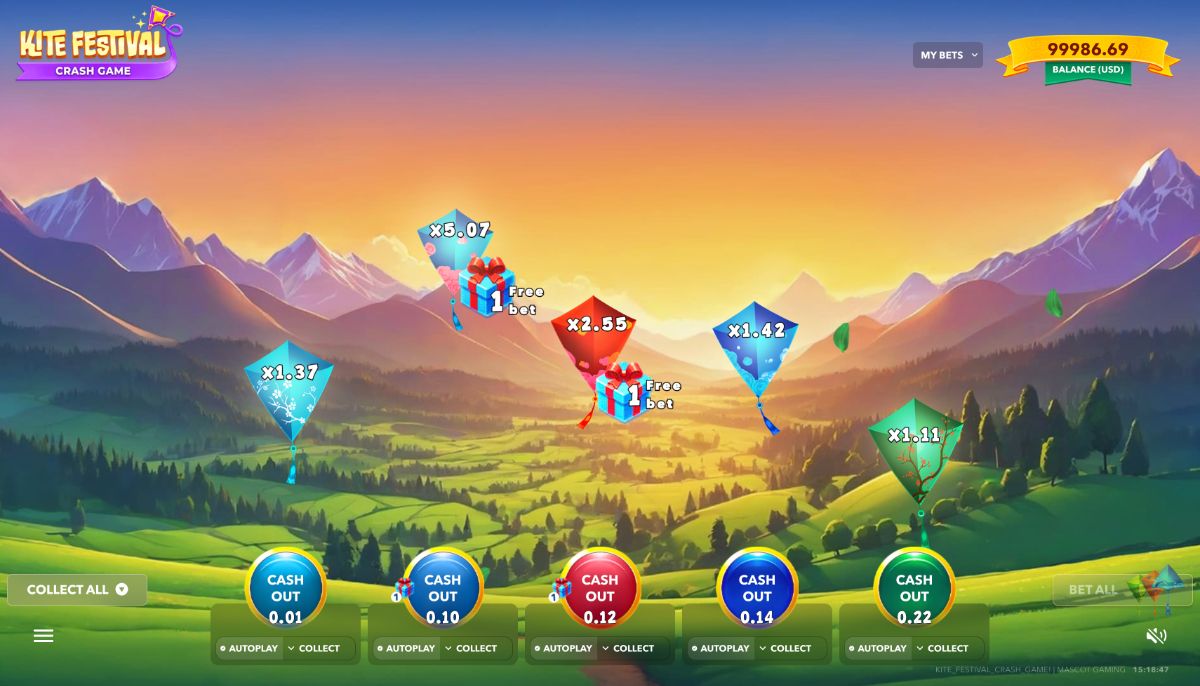 KITE FESTIVAL
CRASH GAME
MY BETS
99986.69
BALANCE (USD)
x5.07
1 Free bet
x2.55
1 Free bet
x1.42
x1.37
x1.11
COLLECT ALL
CASH OUT 0.01
1
CASH OUT 0.10
1
CASH OUT 0.12
CASH OUT 0.14
CASH OUT 0.22
BET ALL
AUTOPLAY COLLECT
AUTOPLAY COLLECT
AUTOPLAY COLLECT
AUTOPLAY COLLECT
AUTOPLAY COLLECT
KITE_FESTIVAL_CRASH_GAME! | MASCOT GAMING 15:18:47